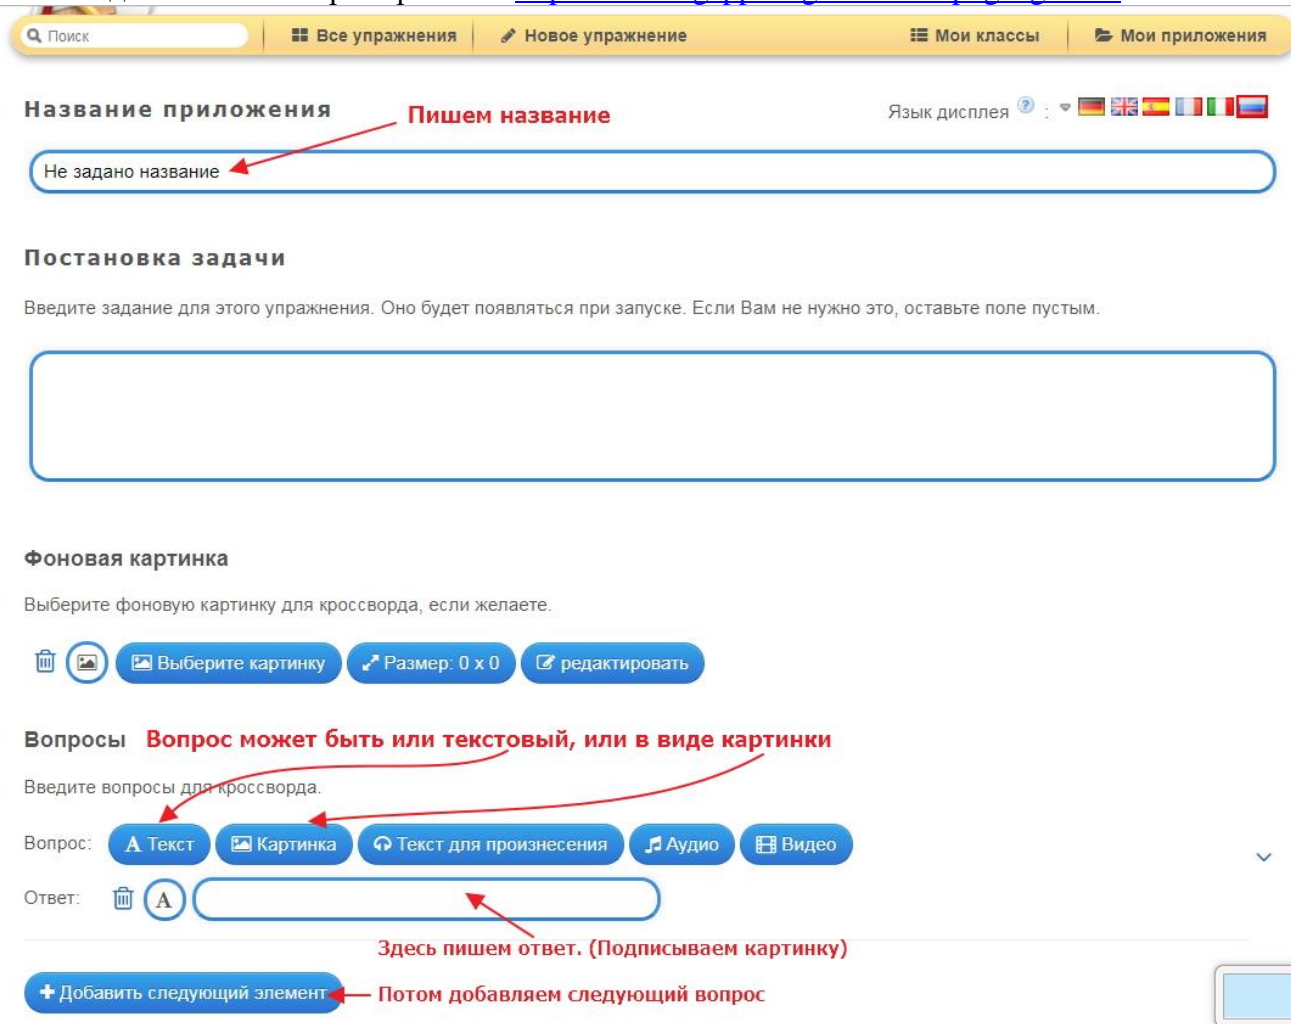 Поиск Все упражнения Новое упражнение Мои классы Мои приложения
Название приложения Пишем название Язык дисплея ? :
Не задано название
Постановка задачи
Введите задание для этого упражнения. Оно будет появляться при запуске. Если Вам не нужно это, оставьте поле пустым.
Фоновая картинка
Выберите фоновую картинку для кроссворда, если желаете.
Выберите картинку Размер: 0 x 0 редактировать
Вопросы Вопрос может быть или текстовый, или в виде картинки
Введите вопросы для кроссворда.
Вопрос: A Текст Картинка Текст для произнесения Аудио Видео
Ответ: A
Здесь пишем ответ. (Подписываем картинку)
+ Добавить следующий элемент Потом добавляем следующий вопрос